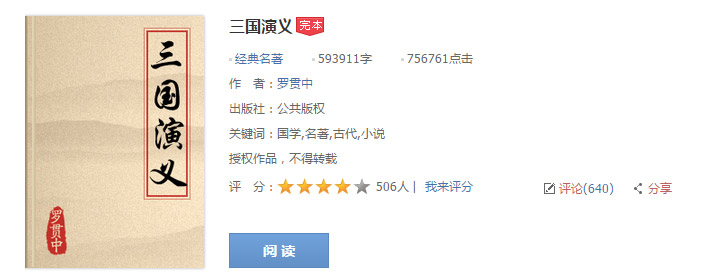 三国演义
罗贯中
三国演义 完本
经典名著 593911字 756761点击
作 者：罗贯中
出版社：公共版权
关键词：国学,名著,古代,小说
授权作品，不得转载
评 分： 506人 | 我来评分 评论(640) 分享
阅 读